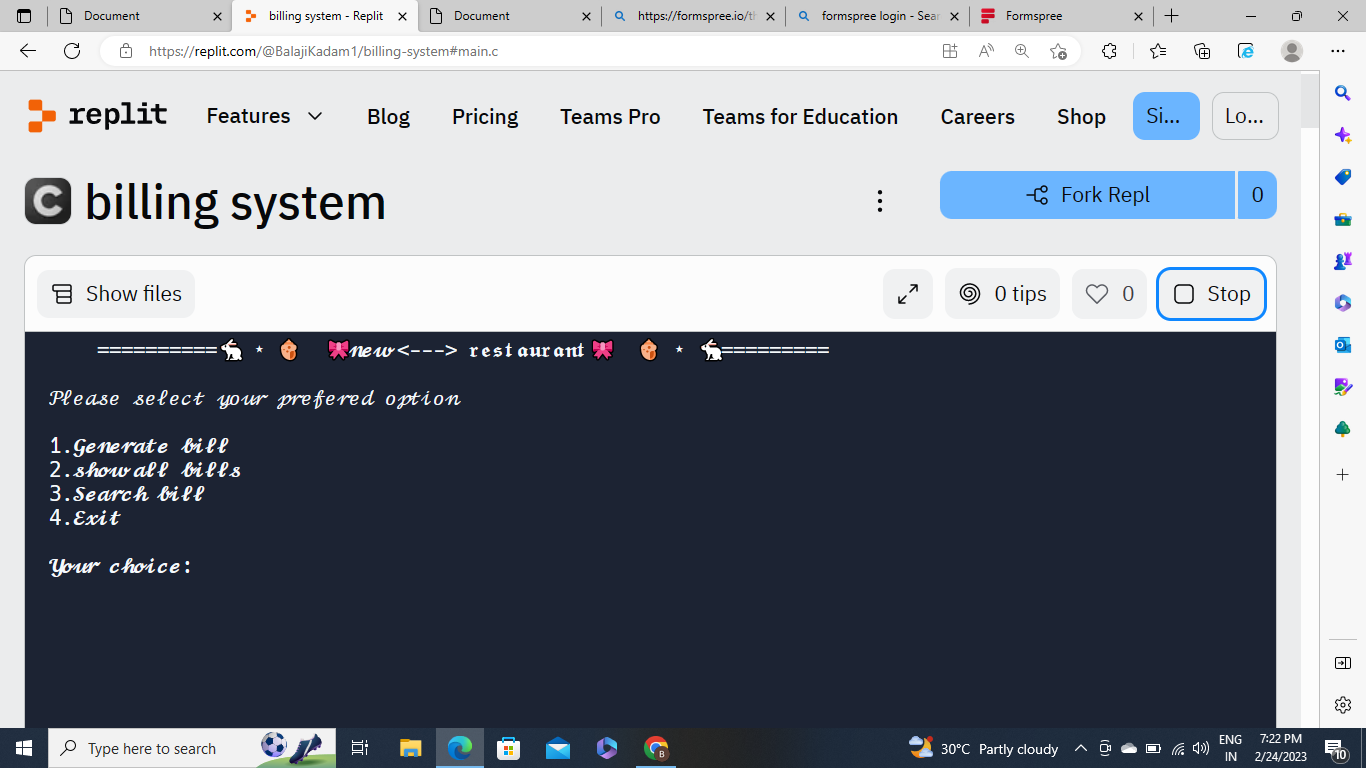 Document
billing system - Replit
Document
https://formspree.io/th
formspree login - Sear
Formspree
https://replit.com/@BalajiKadam1/billing-system#main.c
replit
Features
Blog
Pricing
Teams Pro
Teams for Education
Careers
Shop
Si...
Lo...
C billing system
Fork Repl
0
Show files
0 tips
0
Stop
==========🐇 ⋆ 🥚 🎀𝓷𝓮𝔀<---> 𝖗𝖊𝖘𝖙𝖆𝖚𝖗𝖆𝖓𝖙🎀 🥚 ⋆ 🐇=========
𝒫𝓁𝑒𝒶𝓈𝑒 𝓈𝑒𝓁𝑒𝒸𝓉 𝓎𝑜𝓊𝓇 𝓅𝓇𝑒𝒻𝑒𝓇𝑒𝒹 𝑜𝓅𝓉𝒾𝑜𝓃
1.𝓖𝓮𝓷𝓮𝓻𝓪𝓽𝓮 𝓫𝓲𝓵𝓵
2.𝓼𝓱𝓸𝔀 𝓪𝓵𝓵 𝓫𝓲𝓵𝓵𝓼
3.𝓢𝓮𝓪𝓻𝓬𝓱 𝓫𝓲𝓵𝓵
4.𝓔𝔁𝓲𝓽
𝓨𝓸𝓾𝓻 𝓬𝓱𝓸𝓲𝓬𝓮:
Type here to search
30°C Partly cloudy
ENG
IN
7:22 PM
2/24/2023
10